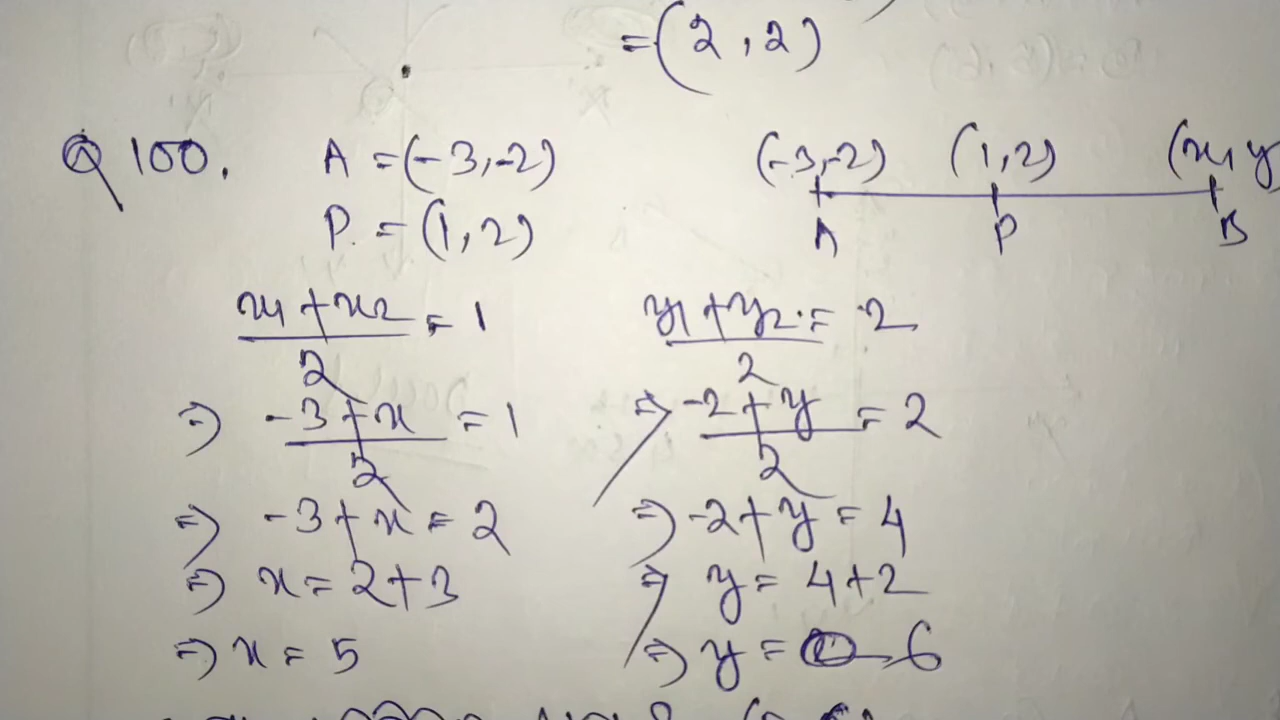 =(2,2)
Q 100. A = (-3,-2) (-3,-2) (1,2) (x, y
P. = (1,2) A P B
x1+x2/2 = 1 y1+y2/2 = 2
⇒ -3+x/2 = 1 ⇒ -2+y/2 = 2
⇒ -3+x = 2 ⇒ -2+y = 4
⇒ x = 2+3 ⇒ y = 4+2
⇒ x = 5 ⇒ y = 6